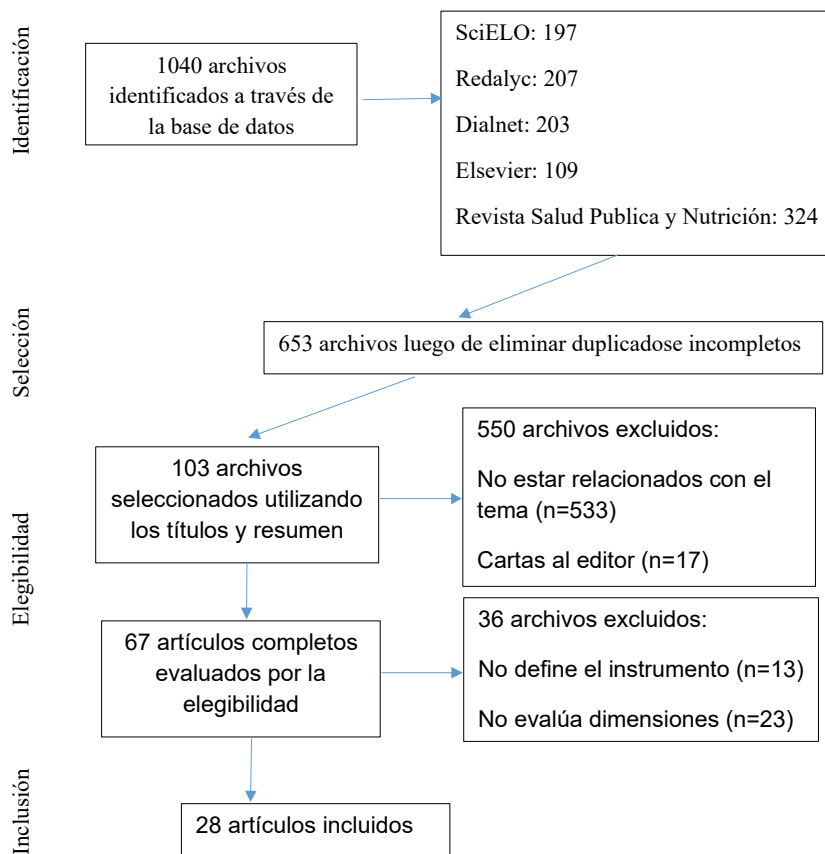 Identificación
1040 archivos
identificados a través de
la base de datos
SciELO: 197
Redalyc: 207
Dialnet: 203
Elsevier: 109
Revista Salud Publica y Nutrición: 324
Selección
653 archivos luego de eliminar duplicadose incompletos
Elegibilidad
103 archivos
seleccionados utilizando
los títulos y resumen
550 archivos excluidos:
No estar relacionados con el
tema (n=533)
Cartas al editor (n=17)
67 artículos completos
evaluados por la
elegibilidad
36 archivos excluidos:
No define el instrumento (n=13)
No evalúa dimensiones (n=23)
Inclusión
28 artículos incluidos